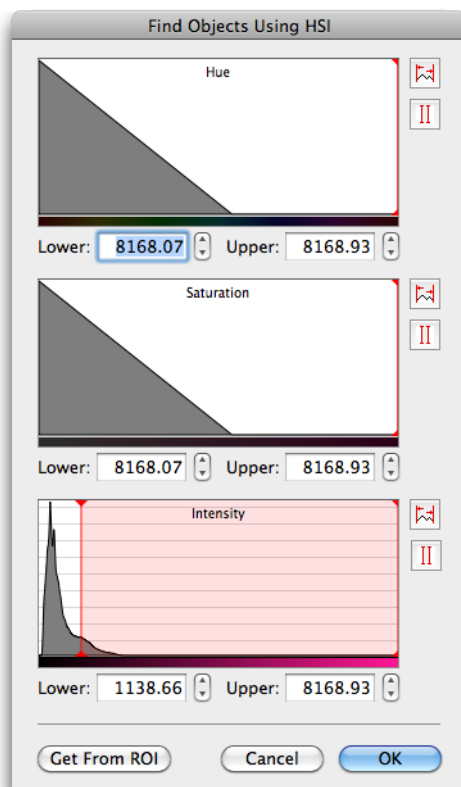 Find Objects Using HSI
Hue
Lower: 8168.07 Upper: 8168.93
Saturation
Lower: 8168.07 Upper: 8168.93
Intensity
Lower: 1138.66 Upper: 8168.93
Get From ROI Cancel OK